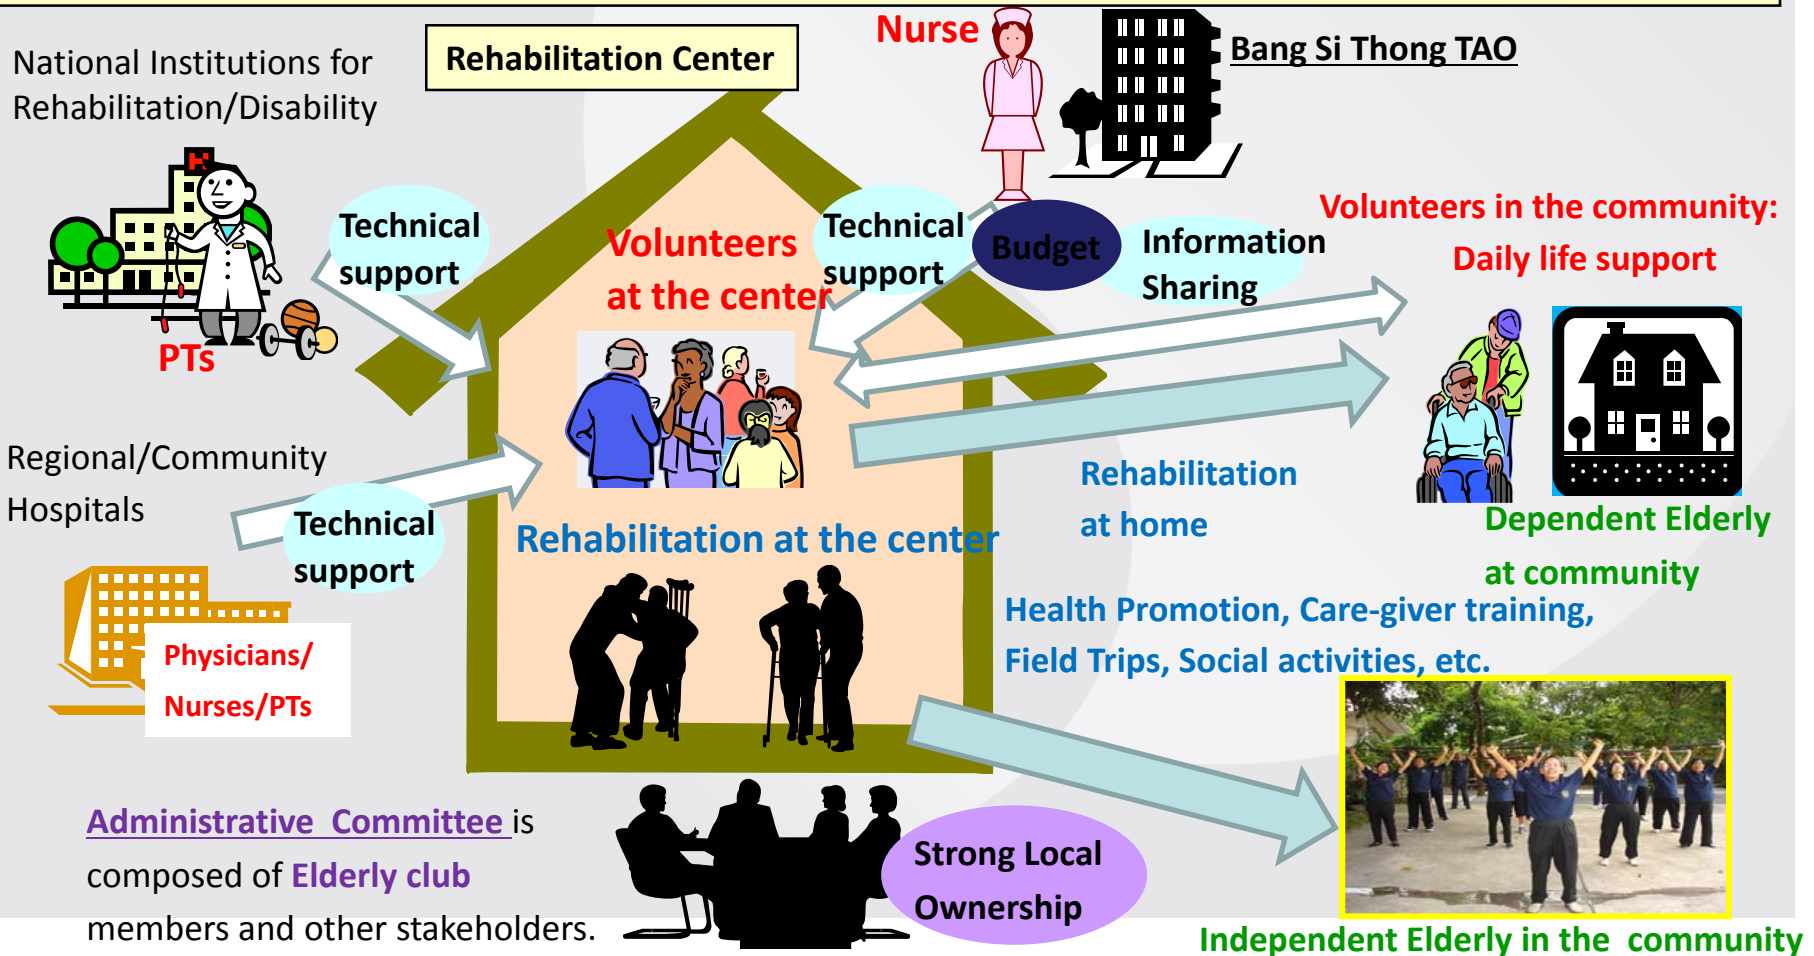 Rehabilitation Center
Nurse
Bang Si Thong TAO
National Institutions for
Rehabilitation/Disability
PTs
Technical
support
Volunteers
at the center
Technical
support
Budget
Information
Sharing
Volunteers in the community:
Daily life support
Regional/Community
Hospitals
Technical
support
Physicians/
Nurses/PTs
Rehabilitation at the center
Rehabilitation
at home
Dependent Elderly
at community
Health Promotion, Care-giver training,
Field Trips, Social activities, etc.
Administrative Committee is
composed of Elderly club
members and other stakeholders.
Strong Local
Ownership
Independent Elderly in the community